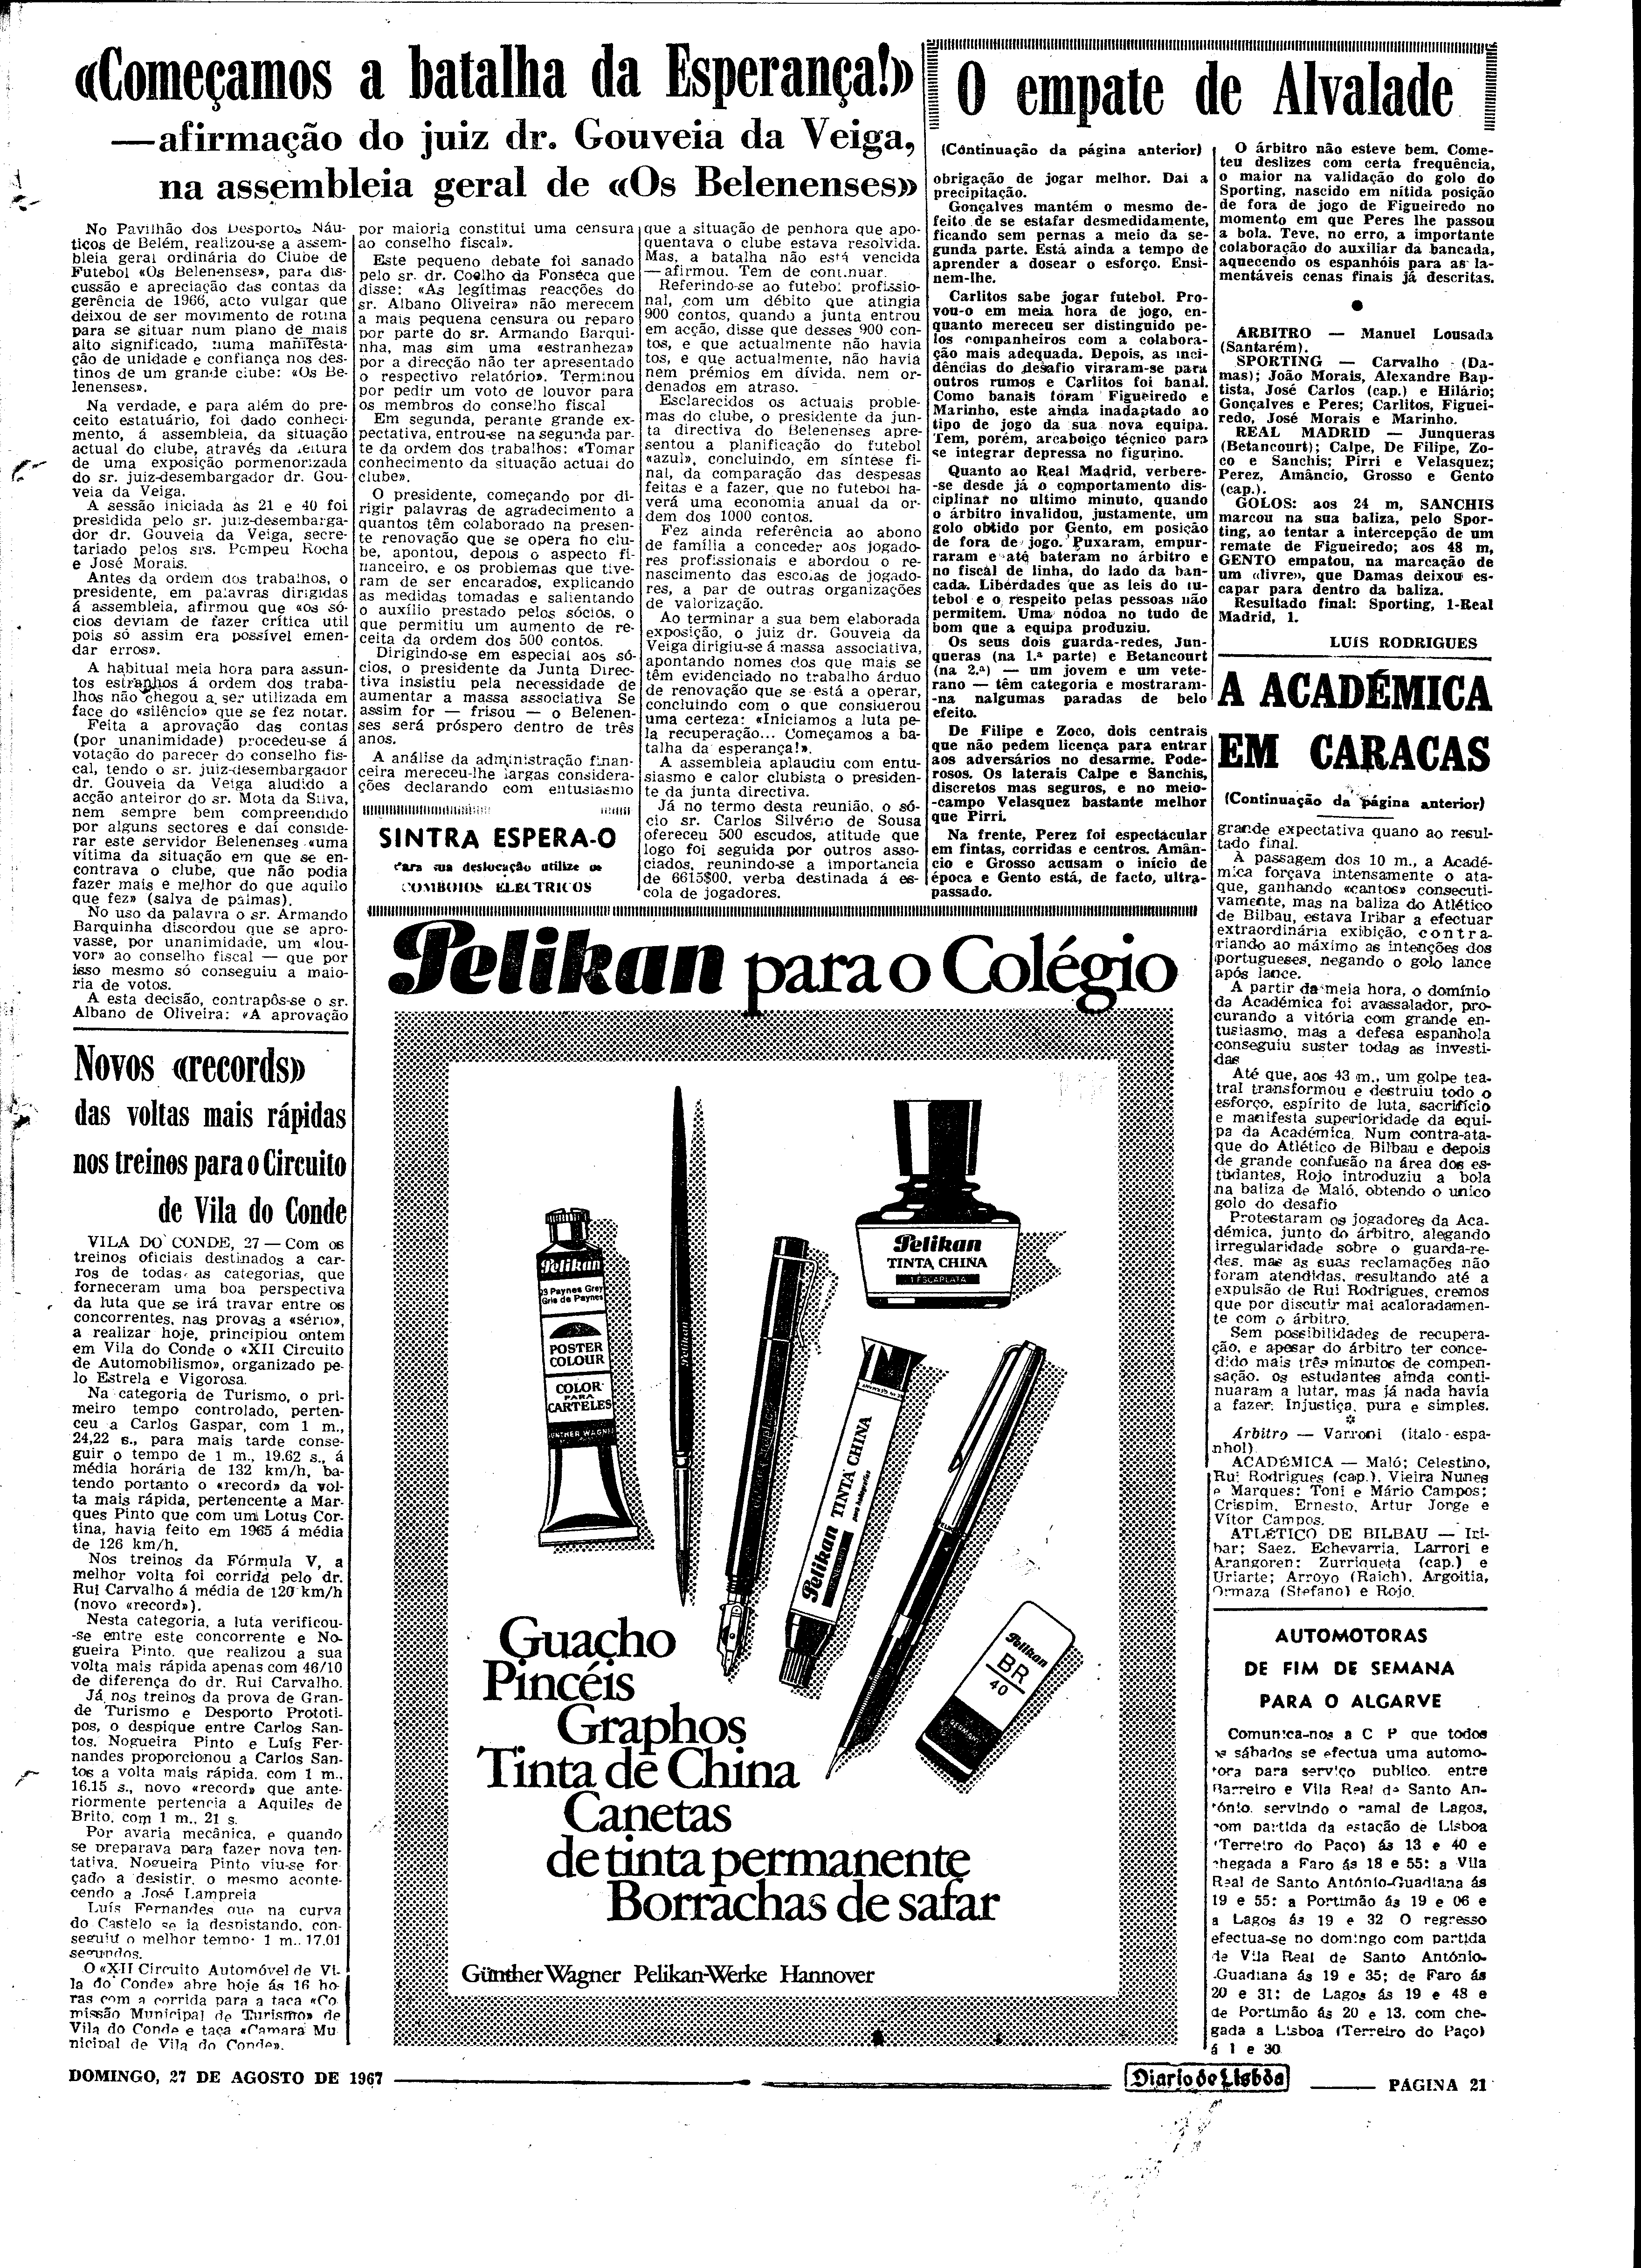 «Começamos a batalha da Esperança!»
—afirmação do juiz dr. Gouveia da Veiga,
na assembleia geral de «Os Belenenses»
No Pavilhão dos Desportos Náu-
ticos de Belém, realizou-se a assem-
bleia geral ordinária do Clube de
Futebol «Os Belenenses», para dis-
cussão e apreciação das contas da
gerência de 1966, acto vulgar que
deixou de ser movimento de rotina
para se situar num plano de mais
alto significado, numa manifesta-
ção de unidade e confiança nos des-
tinos de um grande clube: «Os Be-
lenenses».
Na verdade, e para além do pre-
ceito estatuário, foi dado conheci-
mento, á assembleia, da situação
actual do clube, através da leitura
de uma exposição pormenorizada
do sr. juiz-desembargador dr. Gou-
veia da Veiga.
A sessão iniciada às 21 e 40 foi
presidida pelo sr. juiz-desembarga-
dor dr. Gouveia da Veiga, secre-
tariado pelos srs. Pompeu Rocha
e José Morais.
Antes da ordem dos trabalhos, o
presidente, em palavras dirigidas
á assembleia, afirmou que «os só-
cios deviam de fazer crítica util
pois só assim era possível emen-
dar erros».
A habitual meia hora para assun-
tos estranhos á ordem dos traba-
lhos não chegou a ser utilizada em
face do «silêncio» que se fez notar.
Feita a aprovação das contas
(por unanimidade) procedeu-se á
votação do parecer do conselho fis-
cal, tendo o sr. juiz-desembargador
dr. Gouveia da Veiga aludido a
acção anteiror do sr. Mota da Silva,
nem sempre bem compreendido
por alguns sectores e daí conside-
rar este servidor Belenenses «uma
vítima da situação em que se en-
contrava o clube, que não podia
fazer mais e melhor do que aquilo
que fez» (salva de palmas).
No uso da palavra o sr. Armando
Barquinha discordou que se apro-
vasse, por unanimidade, um «lou-
vor» ao conselho fiscal — que por
isso mesmo só conseguiu a maio-
ria de votos.
A esta decisão, contrapôs-se o sr.
Albano de Oliveira: «A aprovação
por maioria constitui uma censura
ao conselho fiscal».
Este pequeno debate foi sanado
pelo sr. dr. Coelho da Fonseca que
disse: «As legítimas reacções do
sr. Albano Oliveira» não merecem
a mais pequena censura ou reparo
por parte do sr. Armando Barqui-
nha, mas sim uma «estranheza»
por a direcção não ter apresentado
o respectivo relatório». Terminou
por pedir um voto de louvor para
os membros do conselho fiscal
Em segunda, perante grande ex-
pectativa, entrou-se na segunda par-
te da ordem dos trabalhos: «Tomar
conhecimento da situação actual do
clube».
O presidente, começando por di-
rigir palavras de agradecimento a
quantos têm colaborado na presen-
te renovação que se opera no clu-
be, apontou, depois o aspecto fi-
nanceiro, e os problemas que tive-
ram de ser encarados, explicando
as medidas tomadas e salientando
o auxílio prestado pelos sócios, o
que permitiu um aumento de re-
ceita da ordem dos 500 contos.
Dirigindo-se em especial aos só-
cios, o presidente da Junta Direc-
tiva insistiu pela necessidade de
aumentar a massa associativa Se
assim for — frisou — o Belenen-
ses será próspero dentro de três
anos.
A análise da administração finan-
ceira mereceu-lhe largas considera-
ções declarando com entusiasmo
que a situação de penhora que apo-
quentava o clube estava resolvida.
Mas, a batalha não está vencida
— afirmou. Tem de continuar.
Referindo-se ao futebol profissio-
nal, com um débito que atingia
900 contos, quando a junta entrou
em acção, disse que desses 900 con-
tos, e que actualmente não havia
tos, e que actualmente, não havia
nem prémios em dívida, nem or-
denados em atraso.
Esclarecidos os actuais proble-
mas do clube, o presidente da jun-
ta directiva do Belenenses apre-
sentou a planificação do futebol
«azul», concluindo, em síntese fi-
nal, da comparação das despesas
feitas e a fazer, que no futebol ha-
verá uma economia anual da or-
dem dos 1000 contos.
Fez ainda referência ao abono
de família a conceder aos jogado-
res profissionais e abordou o re-
nascimento das escolas de jogado-
res, a par de outras organizações
de valorização.
Ao terminar a sua bem elaborada
exposição, o juiz dr. Gouveia da
Veiga dirigiu-se á massa associativa,
apontando nomes dos que mais se
têm evidenciado no trabalho árduo
de renovação que se está a operar,
concluindo com o que considerou
uma certeza: «Iniciamos a luta pe-
la recuperação... Começamos a ba-
talha da esperança!».
A assembleia aplaudiu com entu-
siasmo e calor clubista o presiden-
te da junta directiva.
Já no termo desta reunião, o só-
cio sr. Carlos Silvério de Sousa
ofereceu 500 escudos, atitude que
logo foi seguida por outros asso-
ciados, reunindo-se a importancia
de 6615$00, verba destinada á es-
cola de jogadores.
SINTRA ESPERA-O
Para sua deslocação utilize os
COMBOIOS ELECTRICOS
O empate de Alvalade
(Continuação da página anterior)
obrigação de jogar melhor. Daí a
precipitação.
Gonçalves mantém o mesmo de-
feito de se estafar desmedidamente,
ficando sem pernas a meio da se-
gunda parte. Está ainda a tempo de
aprender a dosear o esforço. Ensi-
nem-lhe.
Carlitos sabe jogar futebol. Pro-
vou-o em meia hora de jogo, en-
quanto mereceu ser distinguido pe-
los companheiros com a colabora-
ção mais adequada. Depois, as inci-
dências do desafio viraram-se para
outros rumos e Carlitos foi banal.
Como banais foram Figueiredo e
Marinho, este ainda inadaptado ao
tipo de jogo da sua nova equipa.
Tem, porém, arcaboiço técnico para
se integrar depressa no figurino.
Quanto ao Real Madrid, verbere-
-se desde já o comportamento dis-
ciplinar no ultimo minuto, quando
o árbitro invalidou, justamente, um
golo obtido por Gento, em posição
de fora de jogo. Puxaram, empur-
raram e até bateram no árbitro e
no fiscal de linha, do lado da ban-
cada. Liberdades que as leis do fu-
tebol e o respeito pelas pessoas não
permitem. Uma nódoa no tudo de
bom que a equipa produziu.
Os seus dois guarda-redes, Jun-
queras (na 1.ª parte) e Betancourt
(na 2.ª) — um jovem e um vete-
rano — têm categoria e mostraram-
-na nalgumas paradas de belo
efeito.
De Filipe e Zoco, dois centrais
que não pedem licença para entrar
aos adversários no desarme. Pode-
rosos. Os laterais Calpe e Sanchis,
discretos mas seguros, e no meio-
-campo Velasquez bastante melhor
que Pirri.
Na frente, Perez foi espectacular
em fintas, corridas e centros. Amân-
cio e Grosso acusam o início de
época e Gento está, de facto, ultra-
passado.
O árbitro não esteve bem. Come-
teu deslizes com certa frequência,
o maior na validação do golo do
Sporting, nascido em nítida posição
de fora de jogo de Figueiredo no
momento em que Peres lhe passou
a bola. Teve, no erro, a importante
colaboração do auxiliar da bancada,
aquecendo os espanhóis para as la-
mentáveis cenas finais já descritas.
ÁRBITRO — Manuel Lousada
(Santarém).
SPORTING — Carvalho - (Da-
mas); João Morais, Alexandre Bap-
tista, José Carlos (cap.) e Hilário;
Gonçalves e Peres; Carlitos, Figuei-
redo, José Morais e Marinho.
REAL MADRID — Junqueras
(Betancourt); Calpe, De Filipe, Zo-
co e Sanchis; Pirri e Velasquez;
Perez, Amâncio, Grosso e Gento
(cap.).
GOLOS: aos 24 m, SANCHIS
marcou na sua baliza, pelo Spor-
ting, ao tentar a intercepção de um
remate de Figueiredo; aos 48 m,
GENTO empatou, na marcação de
um «livre», que Damas deixou es-
capar para dentro da baliza.
Resultado final: Sporting, 1-Real
Madrid, 1.
LUÍS RODRIGUES
A ACADÉMICA
EM CARACAS
(Continuação da página anterior)
grande expectativa quano ao resul-
tado final.
À passagem dos 10 m., a Acadé-
mica forçava intensamente o ata-
que, ganhando «cantos» consecuti-
vamente, mas na baliza do Atlético
de Bilbau, estava Iribar a efectuar
extraordinária exibição, contra-
riando ao máximo as intenções dos
portugueses, negando o golo lance
após lance.
A partir da meia hora, o domínio
da Académica foi avassalador, pro-
curando a vitória com grande en-
tusiasmo, mas a defesa espanhola
conseguiu suster todas as investi-
das
Até que, aos 43 m., um golpe tea-
tral transformou e destruiu todo o
esforço, espírito de luta, sacrifício
e manifesta superioridade da equi-
pa da Académica. Num contra-ata-
que do Atlético de Bilbau e depois
de grande confusão na área dos es-
tudantes, Rojo introduziu a bola
na baliza de Maló, obtendo o unico
golo do desafio
Protestaram os jogadores da Aca-
démica, junto do árbitro, alegando
irregularidade sobre o guarda-re-
des, mas as suas reclamações não
foram atendidas, resultando até a
expulsão de Rui Rodrigues, cremos
que por discutir mai acaloradamen-
te com o árbitro.
Sem possibilidades de recupera-
ção, e apesar do árbitro ter conce-
dido mais três minutos de compen-
sação, os estudantes ainda conti-
nuaram a lutar, mas já nada havia
a fazer. Injustiça, pura e simples.
*
Árbitro — Varroni (italo-espa-
nhol).
ACADÉMICA — Maló; Celestino,
Rui Rodrigues (cap.), Vieira Nunes
e Marques; Toni e Mário Campos;
Crispim, Ernesto, Artur Jorge e
Vítor Campos.
ATLÉTICO DE BILBAU — Iri-
bar; Saez, Echevarria, Larrori e
Arangoren; Zurriqueta (cap.) e
Uriarte; Arroyo (Raich), Argoitia,
Ormaza (Stefano) e Rojo.
AUTOMOTORAS
DE FIM DE SEMANA
PARA O ALGARVE
Comunica-nos a C P que todos
os sábados se efectua uma automo-
tora para serviço publico, entre
Barreiro e Vila Real de Santo An-
tónio, servindo o ramal de Lagos,
com partida da estação de Lisboa
(Terreiro do Paço) ás 13 e 40 e
chegada a Faro ás 18 e 55: a Vila
Real de Santo António-Guadiana ás
19 e 55: a Portimão ás 19 e 06 e
a Lagos ás 19 e 32 O regresso
efectua-se no domingo com partida
de Vila Real de Santo António-
-Guadiana ás 19 e 35; de Faro ás
20 e 31: de Lagos ás 19 e 48 e
de Portimão ás 20 e 13, com che-
gada a Lisboa (Terreiro do Paço)
á 1 e 30
Novos «records»
das voltas mais rápidas
nos treinos para o Circuito
de Vila do Conde
VILA DO CONDE, 27 — Com os
treinos oficiais destinados a car-
ros de todas as categorias, que
forneceram uma boa perspectiva
da luta que se irá travar entre os
concorrentes, nas provas a «sério»,
a realizar hoje, principiou ontem
em Vila do Conde o «XII Circuito
de Automobilismo», organizado pe-
lo Estrela e Vigorosa.
Na categoria de Turismo, o pri-
meiro tempo controlado, perten-
ceu a Carlos Gaspar, com 1 m.,
24,22 s., para mais tarde conse-
guir o tempo de 1 m., 19.62 s., á
média horária de 132 km/h, ba-
tendo portanto o «record» da vol-
ta mais rápida, pertencente a Mar-
ques Pinto que com um Lotus Cor-
tina, havia feito em 1965 á média
de 126 km/h.
Nos treinos da Fórmula V, a
melhor volta foi corrida pelo dr.
Rui Carvalho á média de 120 km/h
(novo «record»).
Nesta categoria, a luta verificou-
-se entre este concorrente e No-
gueira Pinto, que realizou a sua
volta mais rápida apenas com 46/10
de diferença do dr. Rui Carvalho.
Já nos treinos da prova de Gran-
de Turismo e Desporto Prototi-
pos, o despique entre Carlos San-
tos, Nogueira Pinto e Luís Fer-
nandes proporcionou a Carlos San-
tos a volta mais rápida, com 1 m.,
16.15 s., novo «record» que ante-
riormente pertencia a Aquiles de
Brito, com 1 m., 21 s.
Por avaria mecânica, e quando
se preparava para fazer nova ten-
tativa, Nogueira Pinto viu-se for-
çado a desistir, o mesmo aconte-
cendo a José Lampreia
Luís Fernandes que na curva
do Castelo se ia despistando, con-
seguiu o melhor tempo: 1 m., 17.01
segundos.
O «XII Circuito Automóvel de Vi-
la do Conde» abre hoje ás 16 ho-
ras com a corrida para a taça «Co-
missão Municipal de Turismo» de
Vila do Conde e taça «Camara Mu-
nicipal de Vila do Conde».
Pelikan para o Colégio
Pelikan
23 Paynes Grey
Gris de Paynes
POSTER
COLOUR
COLOR
PARA
CARTELES
GUNTHER WAGNER
Pelikan
TINTA CHINA
Pelikan TINTA CHINA
Pelikan
BR
40
Guacho
Pincéis
Graphos
Tinta de China
Canetas
de tinta permanente
Borrachas de safar
Günther Wagner Pelikan-Werke Hannover
DOMINGO, 27 DE AGOSTO DE 1967
Diario de Lisbôa
PÁGINA 21